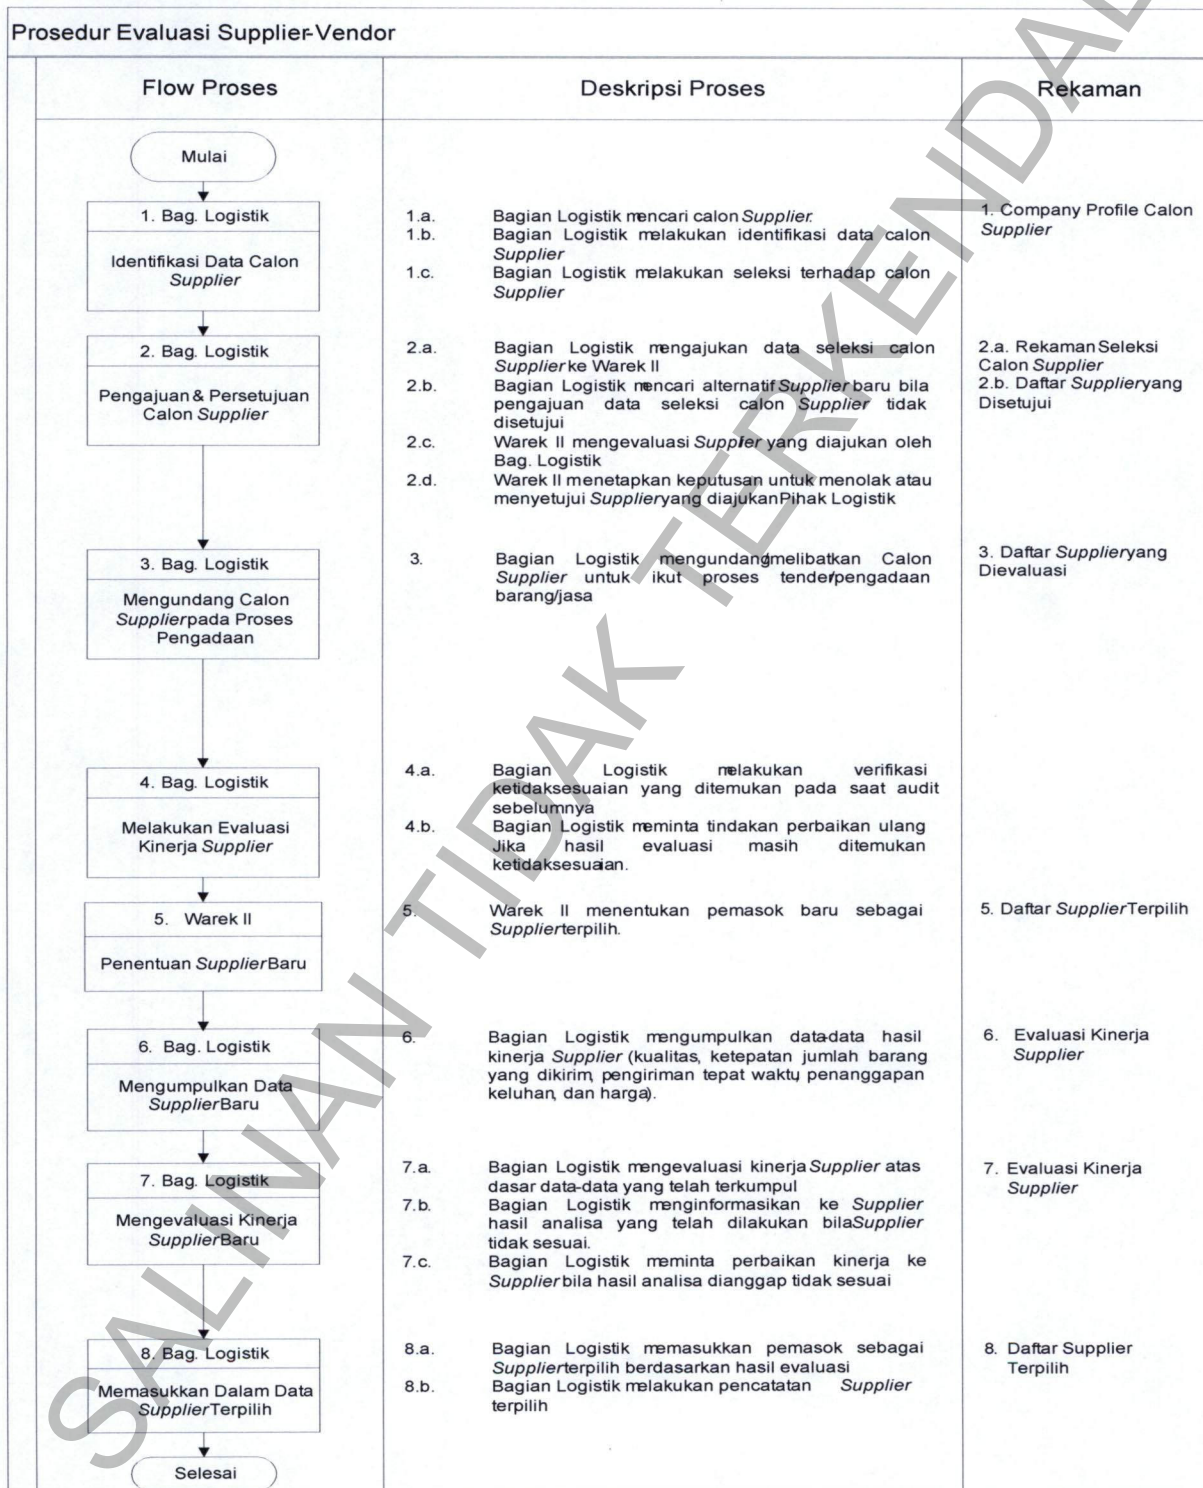 Prosedur Evaluasi Supplier-Vendor
Flow Proses
Deskripsi Proses
Rekaman
Mulai
1. Bag. Logistik
Identifikasi Data Calon
Supplier
1.a. Bagian Logistik mencari calon Supplier.
1.b. Bagian Logistik melakukan identifikasi data calon
Supplier
1.c. Bagian Logistik melakukan seleksi terhadap calon
Supplier
1. Company Profile Calon
Supplier
2. Bag. Logistik
Pengajuan & Persetujuan
Calon Supplier
2.a. Bagian Logistik mengajukan data seleksi calon
Supplier ke Warek II
2.b. Bagian Logistik mencari alternatif Supplier baru bila
pengajuan data seleksi calon Supplier tidak
disetujui
2.c. Warek II mengevaluasi Supplier yang diajukan oleh
Bag. Logistik
2.d. Warek II menetapkan keputusan untuk menolak atau
menyetujui Supplier yang diajukan Pihak Logistik
2.a. Rekaman Seleksi
Calon Supplier
2.b. Daftar Supplier yang
Disetujui
3. Bag. Logistik
Mengundang Calon
Supplier pada Proses
Pengadaan
3. Bagian Logistik mengundang/melibatkan Calon
Supplier untuk ikut proses tender/pengadaan
barang/jasa
3. Daftar Supplier yang
Dievaluasi
4. Bag. Logistik
Melakukan Evaluasi
Kinerja Supplier
4.a. Bagian Logistik melakukan verifikasi
ketidaksesuaian yang ditemukan pada saat audit
sebelumnya
4.b. Bagian Logistik meminta tindakan perbaikan ulang
Jika hasil evaluasi masih ditemukan
ketidaksesuaian.
5. Warek II
Penentuan Supplier Baru
5. Warek II menentukan pemasok baru sebagai
Supplier terpilih.
5. Daftar Supplier Terpilih
6. Bag. Logistik
Mengumpulkan Data
Supplier Baru
6. Bagian Logistik mengumpulkan data-data hasil
kinerja Supplier (kualitas, ketepatan jumlah barang
yang dikirim, pengiriman tepat waktu, penanggapan
keluhan, dan harga).
6. Evaluasi Kinerja
Supplier
7. Bag. Logistik
Mengevaluasi Kinerja
Supplier Baru
7.a. Bagian Logistik mengevaluasi kinerja Supplier atas
dasar data-data yang telah terkumpul
7.b. Bagian Logistik menginformasikan ke Supplier
hasil analisa yang telah dilakukan bila Supplier
tidak sesuai.
7.c. Bagian Logistik meminta perbaikan kinerja ke
Supplier bila hasil analisa dianggap tidak sesuai
7. Evaluasi Kinerja
Supplier
8. Bag. Logistik
Memasukkan Dalam Data
Supplier Terpilih
8.a. Bagian Logistik memasukkan pemasok sebagai
Supplier terpilih berdasarkan hasil evaluasi
8.b. Bagian Logistik melakukan pencatatan Supplier
terpilih
8. Daftar Supplier
Terpilih
Selesai
SALINAN TIDAK TERKENDAL